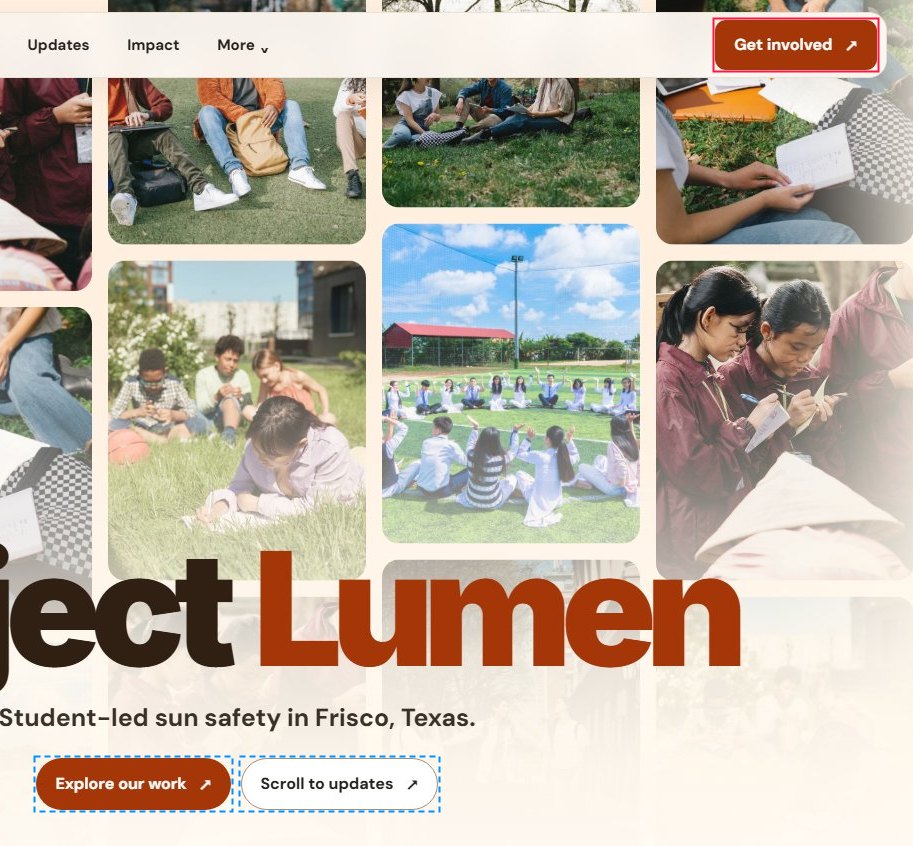 Updates Impact More Get involved ↗
ject Lumen
Student-led sun safety in Frisco, Texas.
Explore our work ↗ Scroll to updates ↗